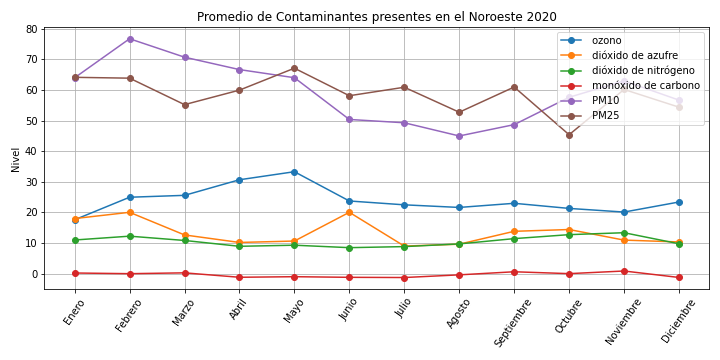 Promedio de Contaminantes presentes en el Noroeste 2020
80
70
60
50
40
30
20
10
0
Nivel
ozono
dióxido de azufre
dióxido de nitrógeno
monóxido de carbono
PM10
PM25
Enero
Febrero
Marzo
Abril
Mayo
Junio
Julio
Agosto
Septiembre
Octubre
Noviembre
Diciembre